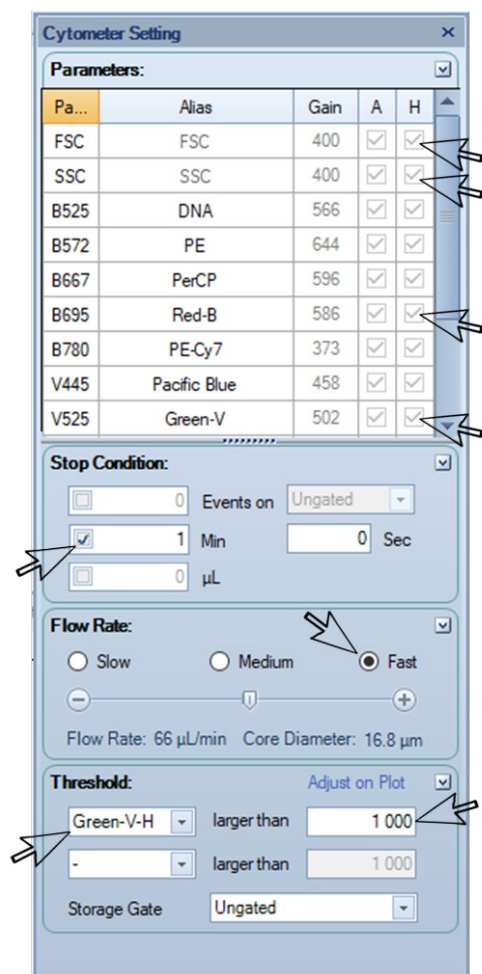 Cytometer Setting
Parameters:
Pa... Alias Gain A H
FSC FSC 400
SSC SSC 400
B525 DNA 566
B572 PE 644
B667 PerCP 596
B695 Red-B 586
B780 PE-Cy7 373
V445 Pacific Blue 458
V525 Green-V 502
Stop Condition:
0 Events on Ungated
1 Min 0 Sec
0 µL
Flow Rate:
Slow Medium Fast
Flow Rate: 66 µL/min Core Diameter: 16.8 µm
Threshold: Adjust on Plot
Green-V-H larger than 1 000
- larger than 1 000
Storage Gate Ungated